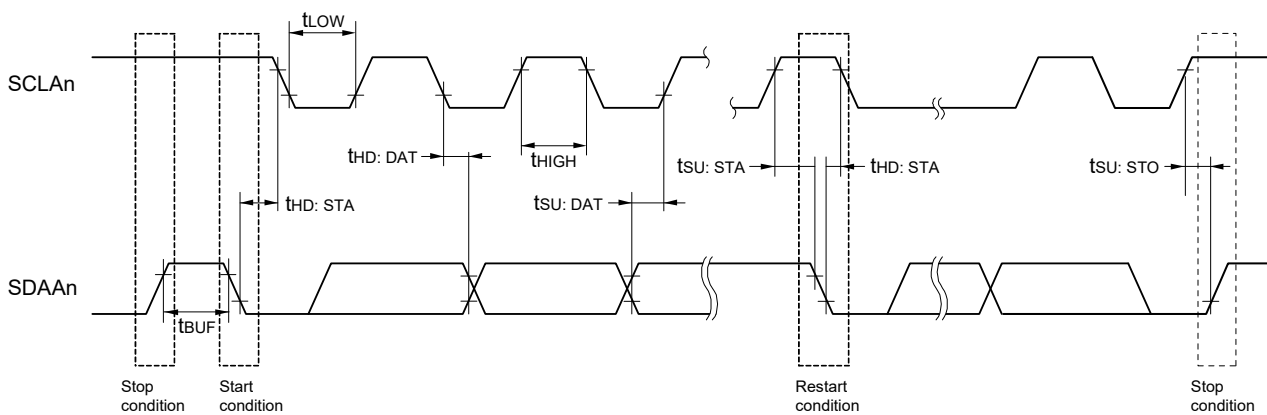 tLOW
SCLAn
tHD: DAT
tHIGH
tSU: STA
tHD: STA
tSU: STO
tHD: STA
tSU: DAT
SDAAn
tBUF
Stop
condition
Start
condition
Restart
condition
Stop
condition